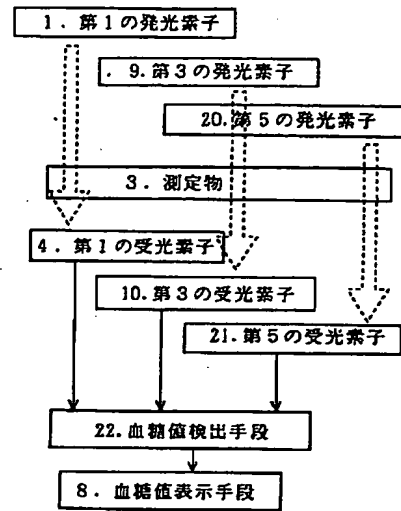 1. 第1の発光素子
9. 第3の発光素子
20. 第5の発光素子
3. 測定物
4. 第1の受光素子
10. 第3の受光素子
21. 第5の受光素子
22. 血糖値検出手段
8. 血糖値表示手段